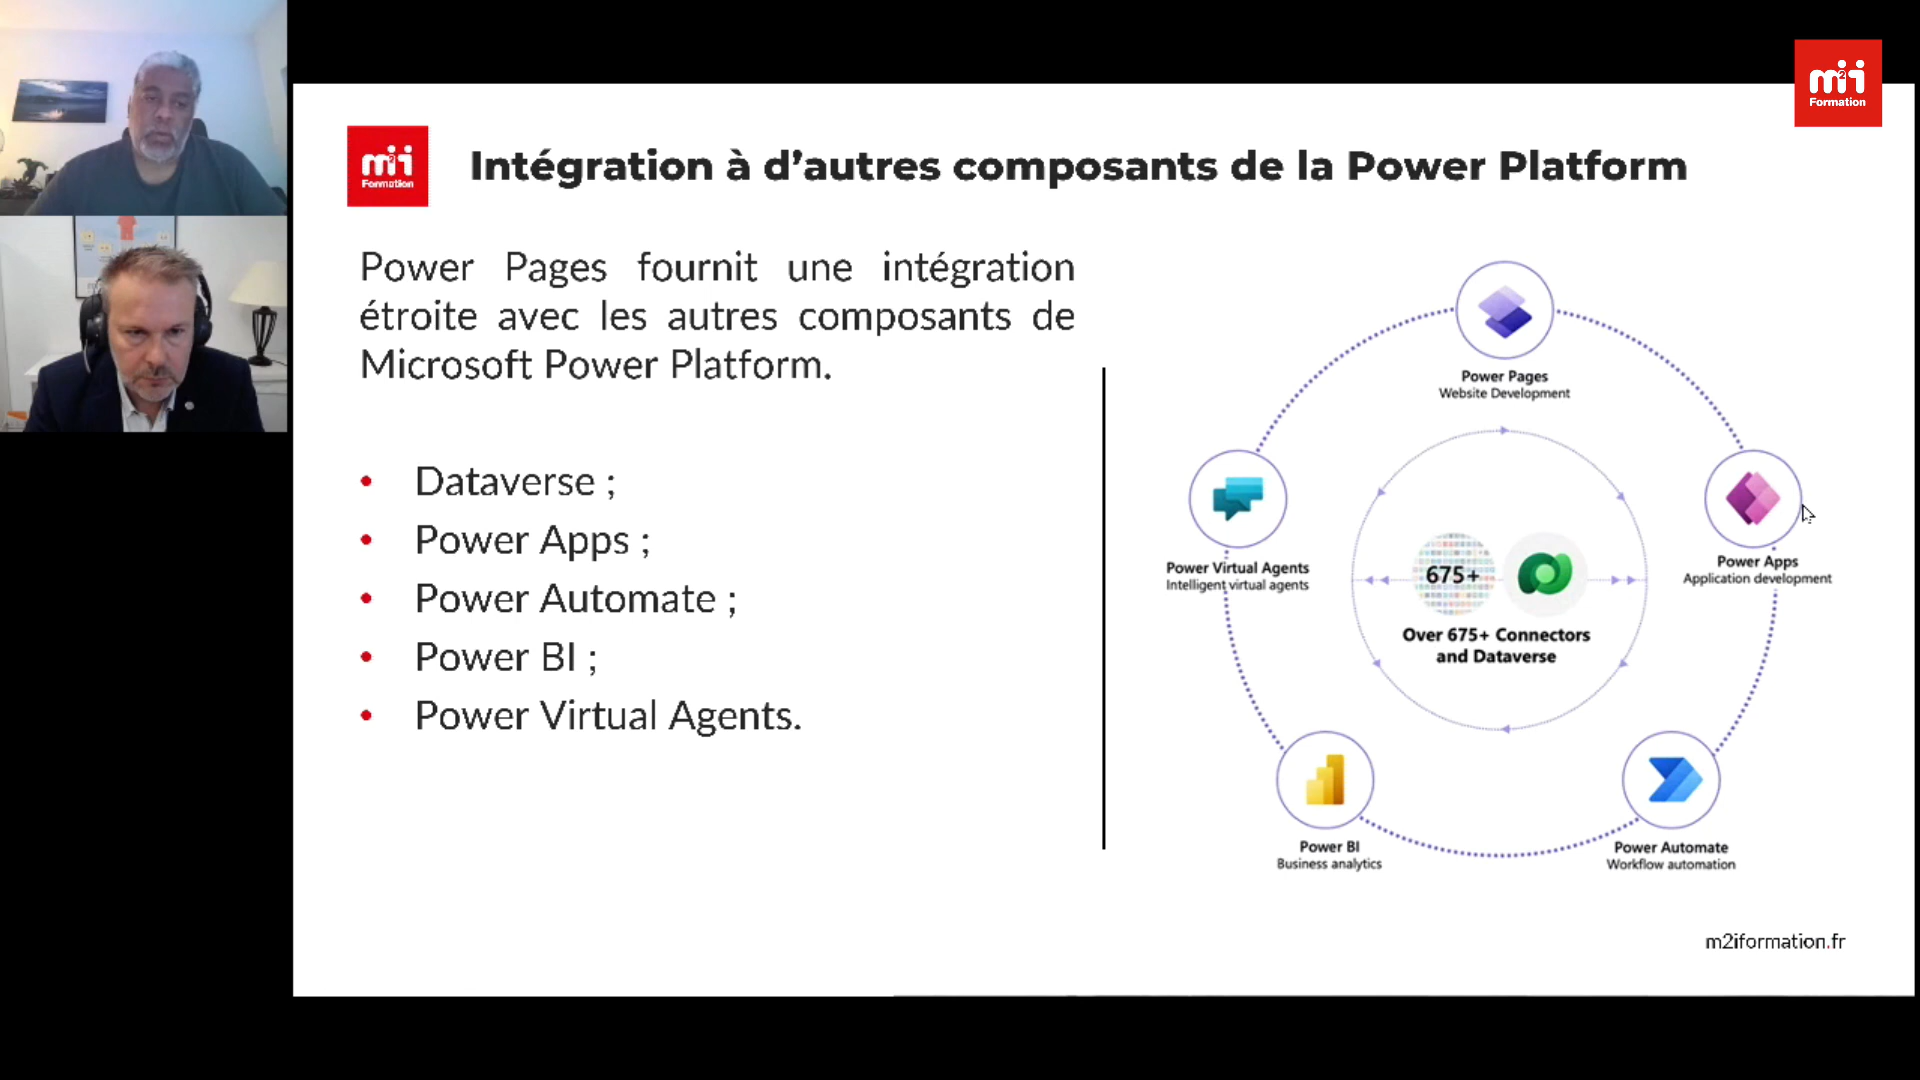 m2i
Formation
m2i
Formation
Intégration à d’autres composants de la Power Platform
Power Pages fournit une intégration
étroite avec les autres composants de
Microsoft Power Platform.
• Dataverse ;
• Power Apps ;
• Power Automate ;
• Power BI ;
• Power Virtual Agents.
Power Pages
Website Development
Power Virtual Agents
Intelligent virtual agents
Power Apps
Application development
675+
Over 675+ Connectors
and Dataverse
Power BI
Business analytics
Power Automate
Workflow automation
m2iformation.fr